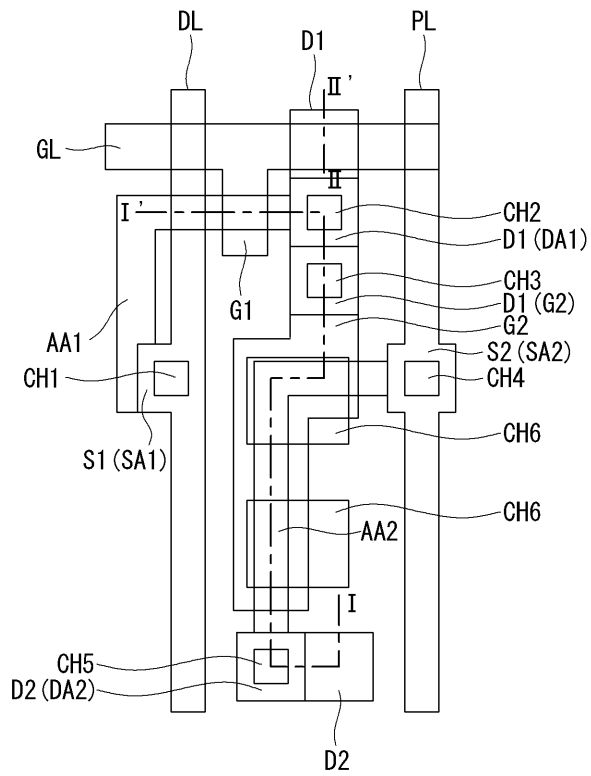 DL
D1
PL
II'
GL
II
I'
CH2
D1(DA1)
CH3
G1
D1(G2)
G2
AA1
S2(SA2)
CH1
CH4
S1(SA1)
CH6
CH6
AA2
I
CH5
D2(DA2)
D2